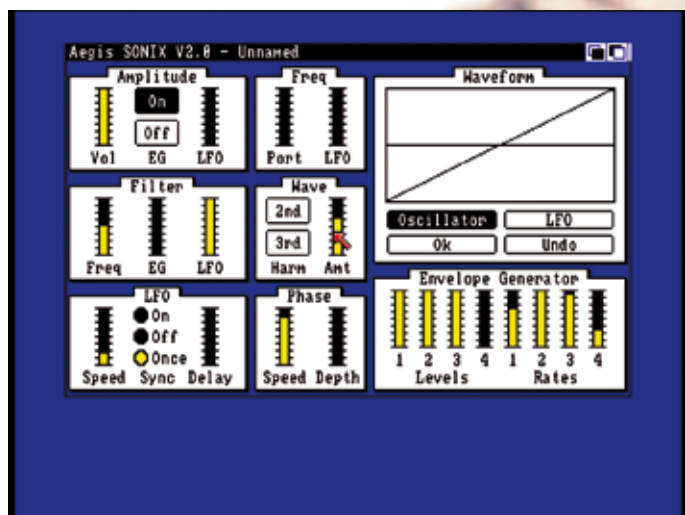 Aegis SONIX V2.0 - Unnamed
Amplitude
On
Off
Vol EG LFO
Freq
Port LFO
Waveform
Oscillator LFO
Ok Undo
Filter
Freq EG LFO
Wave
2nd
3rd
Harm Amt
LFO
On
Off
Once
Speed Sync Delay
Phase
Speed Depth
Envelope Generator
1 2 3 4 1 2 3 4
Levels Rates